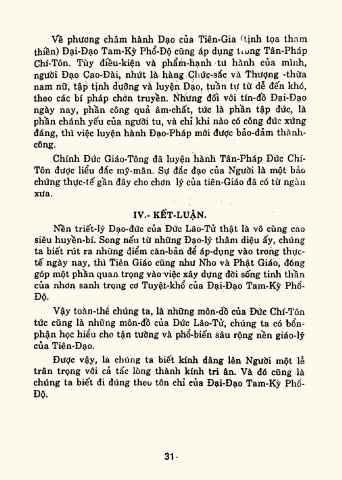 Về phương châm hành Đạo của Tiên-Gia (tịnh tọa tham
thiền) Đại-Đạo Tam-Kỳ Phổ-Độ cũng áp dụng trong Tân-Pháp
Chí-Tôn. Tùy điều-kiện và phẩm-hạnh tu hành của mình,
người Đạo Cao-Đài, nhứt là hàng Chức-sắc và Thượng -thừa
nam nữ, tập tịnh dưỡng và luyện Đạo, tuần tự từ dễ đến khó,
theo các bí pháp chơn truyền. Nhưng đối với tín-đồ Đại-Đạo
ngày nay, phần công quả âm-chất, tức là phần tập đức, là
phần chánh yếu của người tu, và chỉ khi nào có công đức xứng
đáng, thì việc luyện hành Đạo-Pháp mới được bảo-đảm thành-
công.
Chính Đức Giáo-Tông đã luyện hành Tân-Pháp Đức Chí-
Tôn được liễu đắc mỹ-mãn. Sự đắc đạo của Người là một bảo
chứng thực-tế gần đây cho chơn lý của tiên-Giáo đã có từ ngàn
xưa.
IV.- KẾT-LUẬN.
Nền triết-lý Đạo-đức của Đức Lão-Tử thật là vô cùng cao
siêu huyền-bí. Song nếu từ những Đạo-lý thâm diệu ấy, chúng
ta biết rút ra những điểm căn-bản để áp-dụng vào trong thực-
tế ngày nay, thì Tiên Giáo cũng như Nho và Phật Giáo, đóng
góp một phần quan trọng vào việc xây dựng đời sống tinh thần
của nhơn sanh trong cơ Tuyệt-khổ của Đại-Đạo Tam-Kỳ Phổ-
Độ.
Vậy toàn-thể chúng ta, là những môn-đồ của Đức Chí-Tôn
tức cũng là những môn-đồ của Đức Lão-Tử, chúng ta có bổn-
phận học hiểu cho tận tường và phổ-biến sâu rộng nền giáo-lý
của Tiên-Đạo.
Được vậy, là chúng ta biết kính dâng lên Người một lễ
trân trọng với cả tấc lòng thành kính tri ân. Và đó cũng là
chúng ta biết đi đúng theo tôn chỉ của Đại-Đạo Tam-Kỳ Phổ-
Độ.
31-